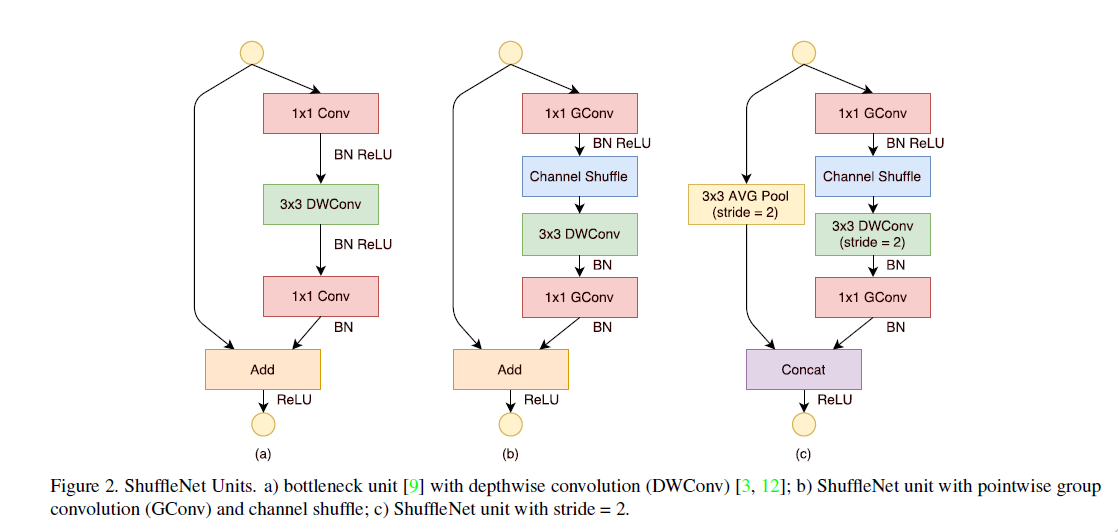 1x1 Conv
BN ReLU
3x3 DWConv
BN ReLU
1x1 Conv
BN
Add
ReLU
(a)
1x1 GConv
BN ReLU
Channel Shuffle
3x3 DWConv
BN
1x1 GConv
BN
Add
ReLU
(b)
3x3 AVG Pool
(stride = 2)
1x1 GConv
BN ReLU
Channel Shuffle
3x3 DWConv
(stride = 2)
BN
1x1 GConv
BN
Concat
ReLU
(c)
Figure 2. ShuffleNet Units. a) bottleneck unit [9] with depthwise convolution (DWConv) [3, 12]; b) ShuffleNet unit with pointwise group
convolution (GConv) and channel shuffle; c) ShuffleNet unit with stride = 2.